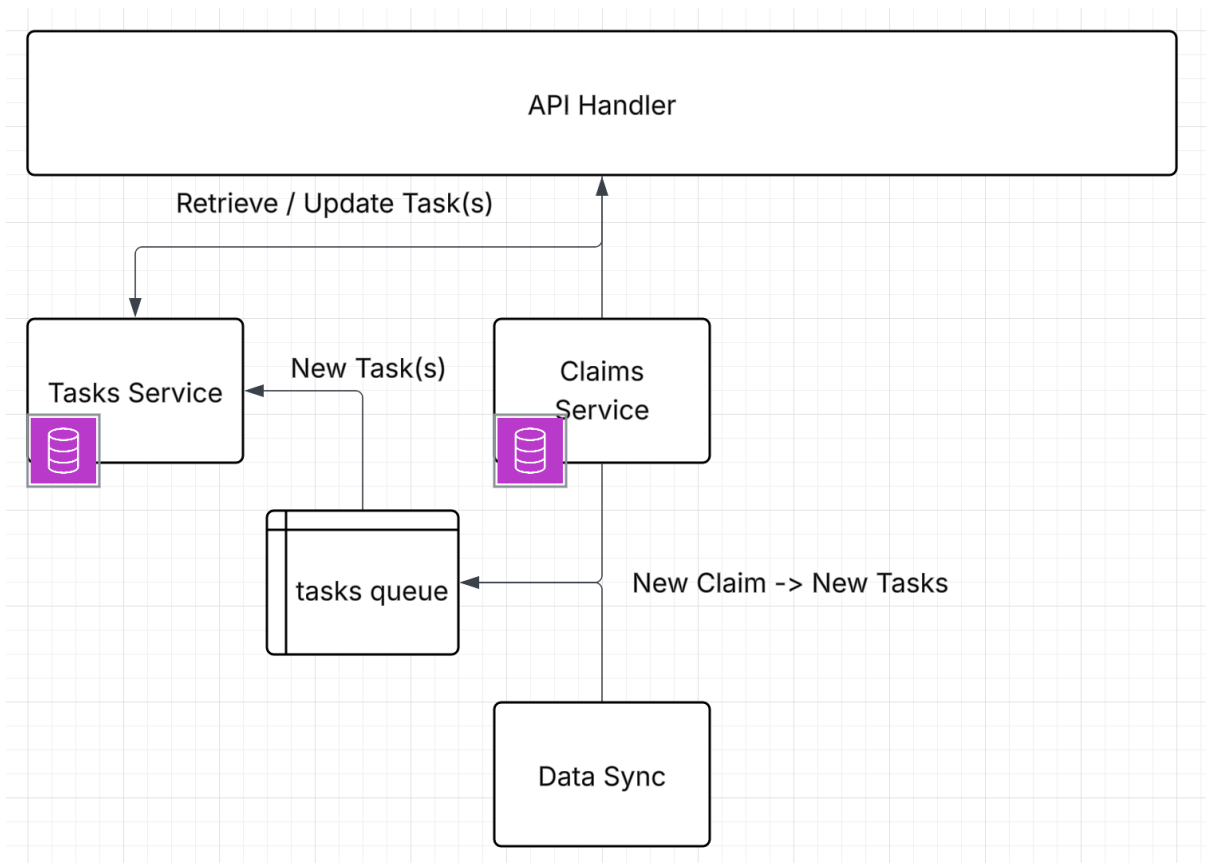 API Handler
Retrieve / Update Task(s)
Tasks Service
New Task(s)
Claims
Service
tasks queue
New Claim -> New Tasks
Data Sync